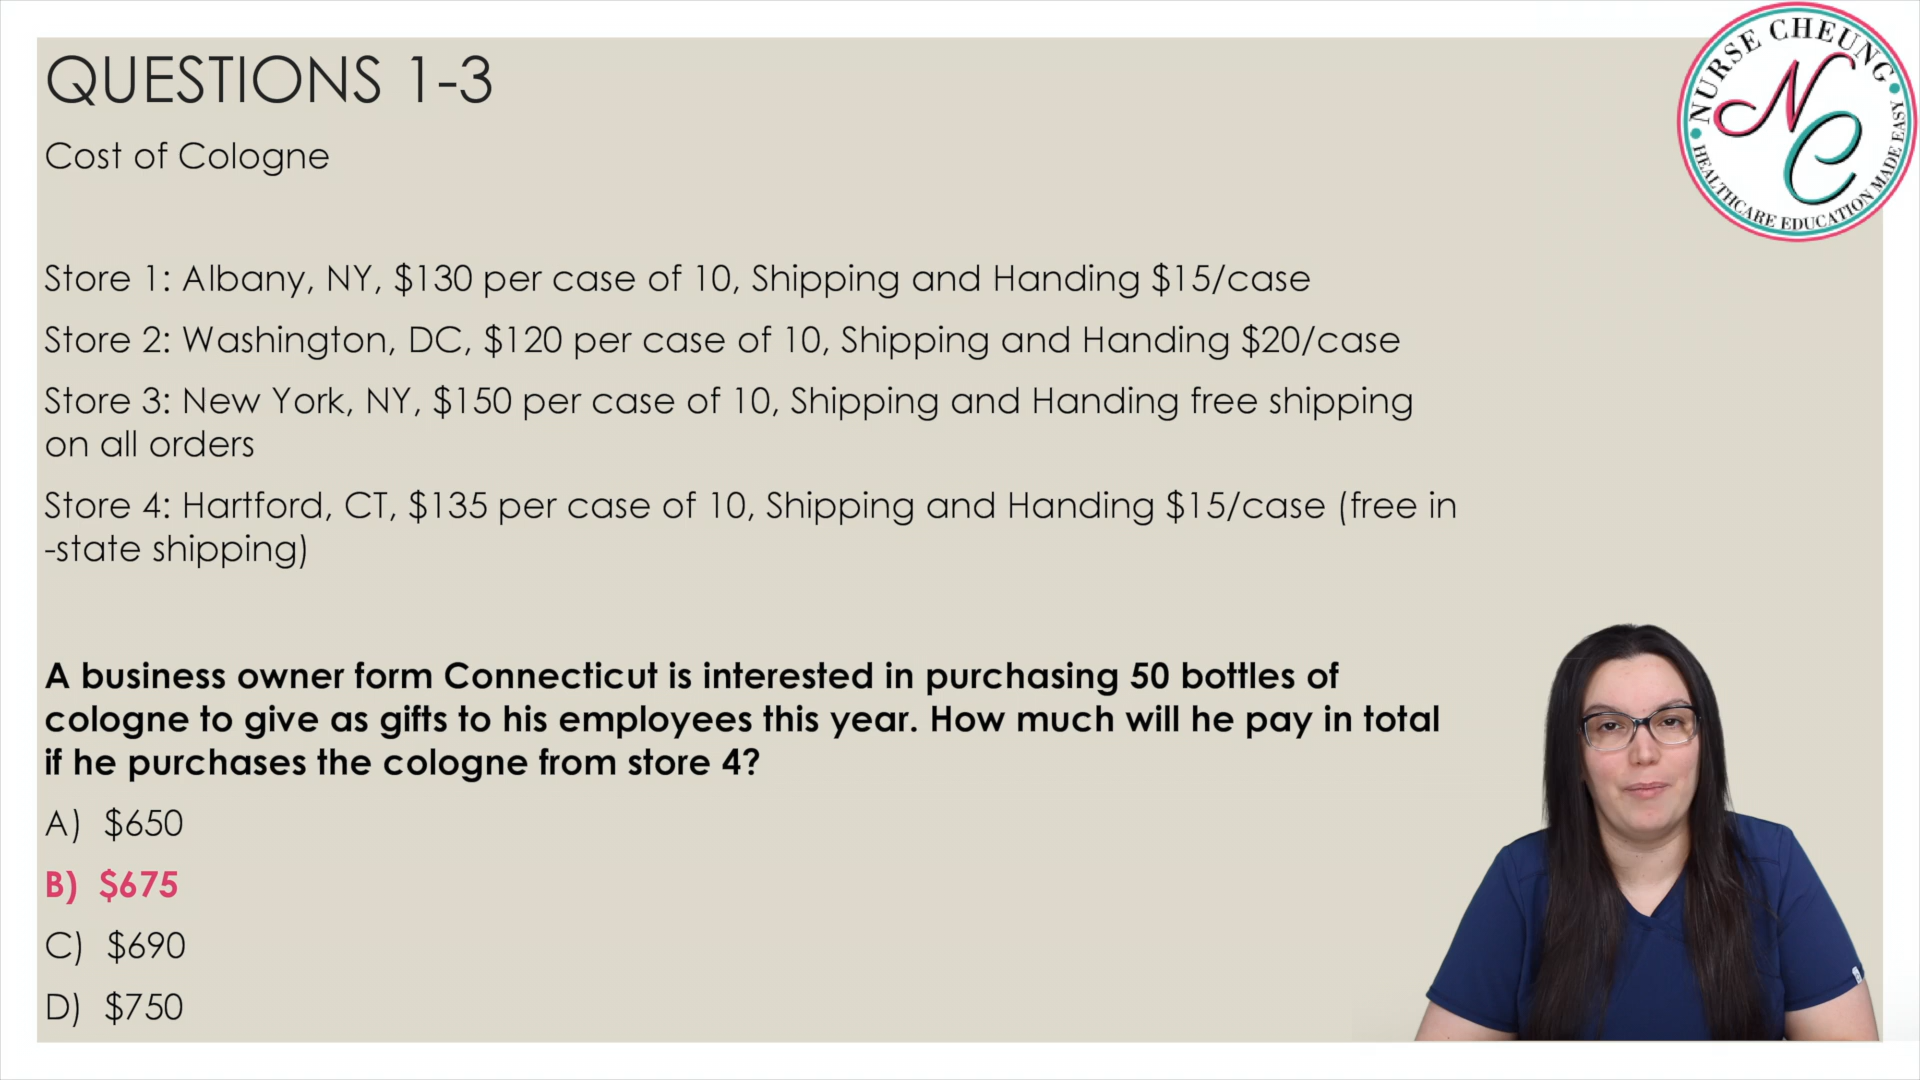 QUESTIONS 1-3
Cost of Cologne
Store 1: Albany, NY, $130 per case of 10, Shipping and Handing $15/case
Store 2: Washington, DC, $120 per case of 10, Shipping and Handing $20/case
Store 3: New York, NY, $150 per case of 10, Shipping and Handing free shipping
on all orders
Store 4: Hartford, CT, $135 per case of 10, Shipping and Handing $15/case (free in
-state shipping)
A business owner form Connecticut is interested in purchasing 50 bottles of
cologne to give as gifts to his employees this year. How much will he pay in total
if he purchases the cologne from store 4?
A) $650
B) $675
C) $690
D) $750
NURSE CHEUNG
NC
HEALTHCARE EDUCATION MADE EASY